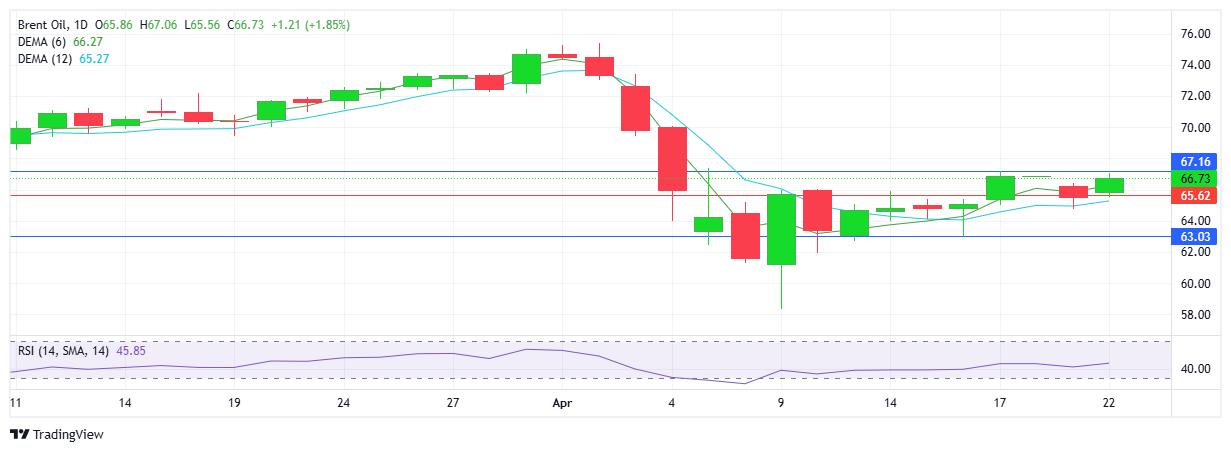 Brent Oil, 1D O65.86 H67.06 L65.56 C66.73 +1.21 (+1.85%)
DEMA (6) 66.27
DEMA (12) 65.27
76.00
74.00
72.00
70.00
67.16
66.73
65.62
64.00
63.03
62.00
60.00
58.00
RSI (14, SMA, 14) 45.85
40.00
11 14 19 24 27 Apr 4 9 14 17 22
TradingView